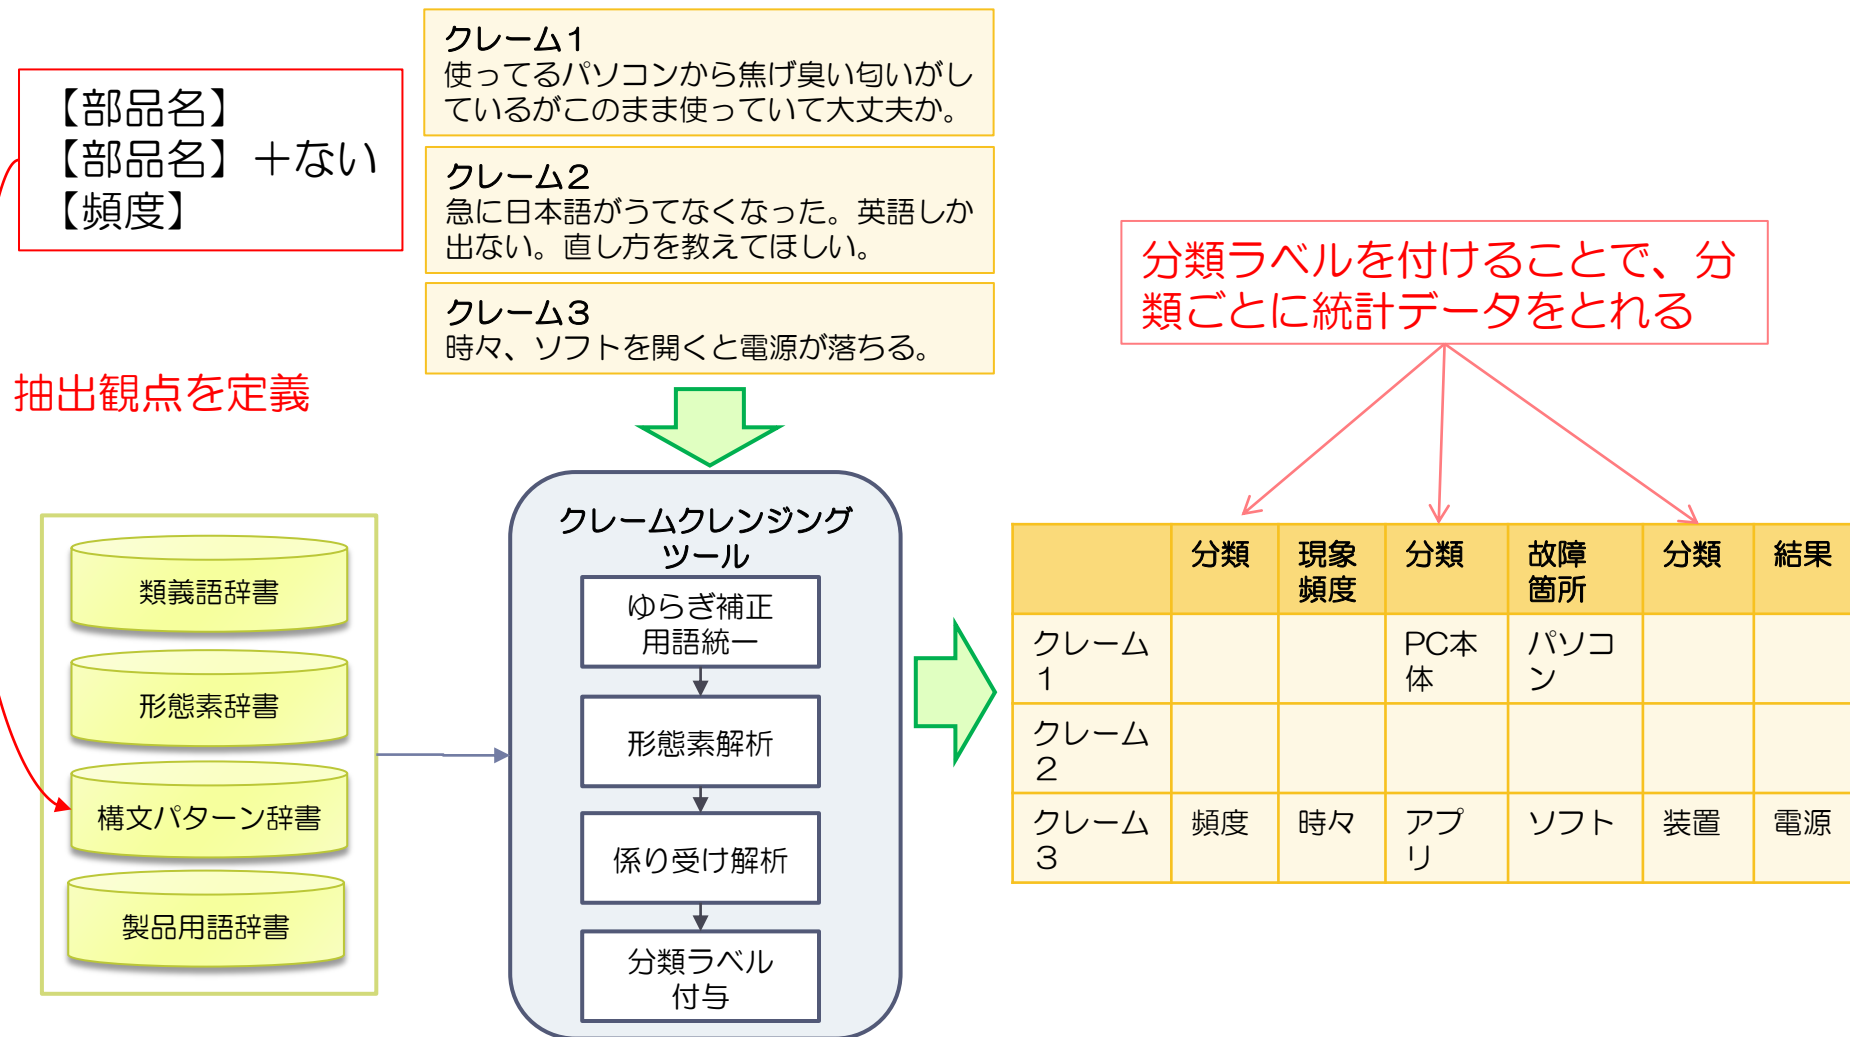 【部品名】
【部品名】＋ない
【頻度】
クレーム１
使ってるパソコンから焦げ臭い匂いがし
ているがこのまま使っていて大丈夫か。
クレーム２
急に日本語がうてなくなった。英語しか
出ない。直し方を教えてほしい。
クレーム３
時々、ソフトを開くと電源が落ちる。
分類ラベルを付けることで、分
類ごとに統計データをとれる
抽出観点を定義
類義語辞書
形態素辞書
構文パターン辞書
製品用語辞書
クレームクレンジング
ツール
ゆらぎ補正
用語統一
形態素解析
係り受け解析
分類ラベル
付与
分類
現象
頻度
分類
故障
箇所
分類
結果
クレーム
１
PC本
体
パソコ
ン
クレーム
２
クレーム
３
頻度
時々
アプ
リ
ソフト
装置
電源